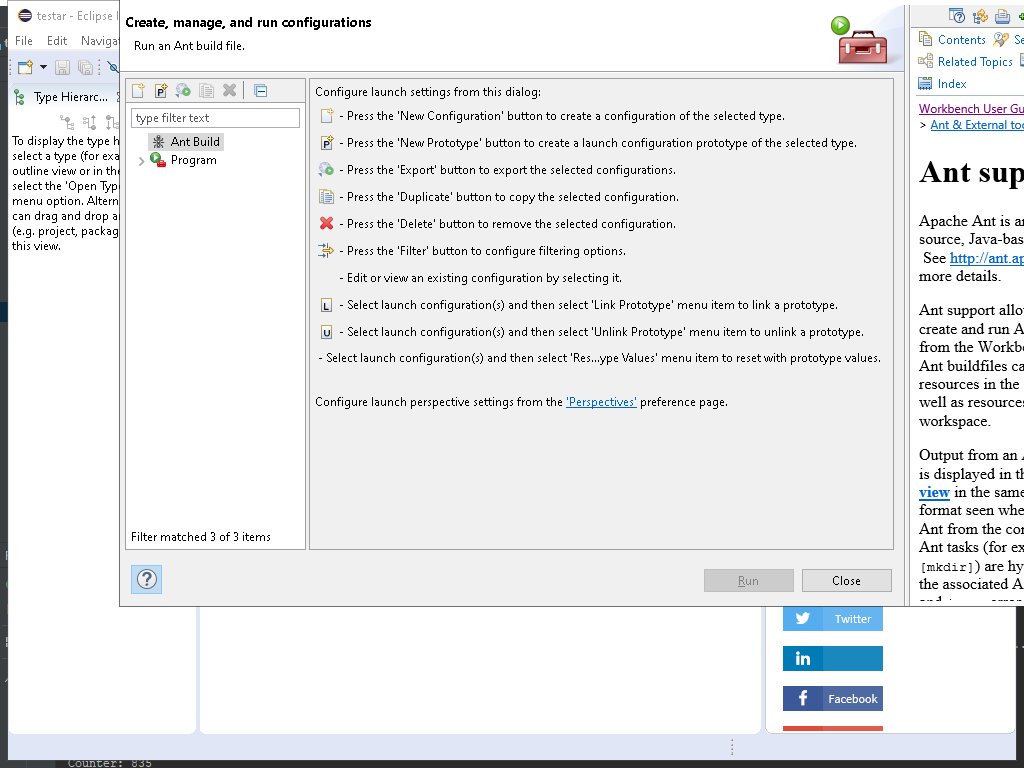 testar - Eclipse I
File Edit Naviga
Type Hierarc...
To display the type h
select a type (for exa
outline view or in the
select the 'Open Typ
menu option. Altern
can drag and drop a
(e.g. project, packag
this view.
Create, manage, and run configurations
Run an Ant build file.
type filter text
Ant Build
Program
Filter matched 3 of 3 items
Configure launch settings from this dialog:
- Press the 'New Configuration' button to create a configuration of the selected type.
- Press the 'New Prototype' button to create a launch configuration prototype of the selected type.
- Press the 'Export' button to export the selected configurations.
- Press the 'Duplicate' button to copy the selected configuration.
- Press the 'Delete' button to remove the selected configuration.
- Press the 'Filter' button to configure filtering options.
- Edit or view an existing configuration by selecting it.
L - Select launch configuration(s) and then select 'Link Prototype' menu item to link a prototype.
U - Select launch configuration(s) and then select 'Unlink Prototype' menu item to unlink a prototype.
- Select launch configuration(s) and then select 'Res...ype Values' menu item to reset with prototype values.
Configure launch perspective settings from the 'Perspectives' preference page.
Run
Close
Contents Se
Related Topics
Index
Workbench User Gu
> Ant & External too
Ant sup
Apache Ant is an
source, Java-bas
See http://ant.ap
more details.
Ant support allo
create and run A
from the Workbe
Ant buildfiles ca
resources in the
well as resources
workspace.
Output from an A
is displayed in th
view in the same
format seen whe
Ant from the con
Ant tasks (for ex
[mkdir]) are hy
the associated A
Twitter
in
Facebook
Counter: 835